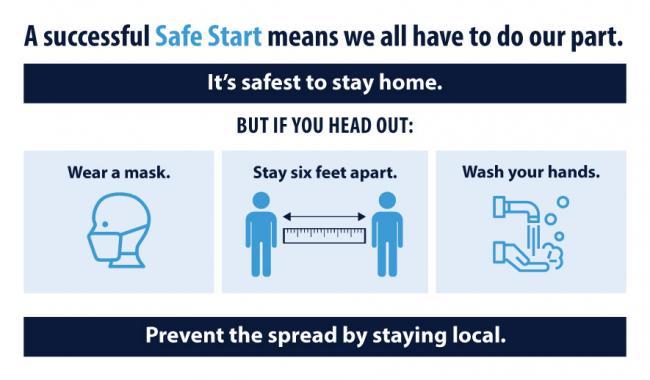 A successful Safe Start means we all have to do our part.
It's safest to stay home.
BUT IF YOU HEAD OUT:
Wear a mask.
Stay six feet apart.
Wash your hands.
Prevent the spread by staying local.